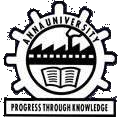 ANNA UNIVERSITY
PROGRESS THROUGH KNOWLEDGE